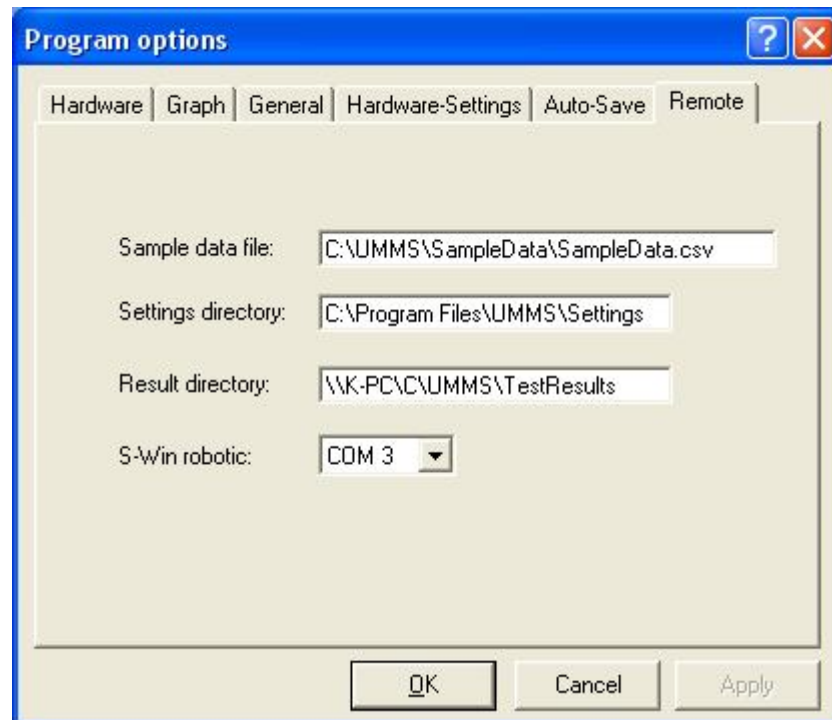 Program options
Hardware Graph General Hardware-Settings Auto-Save Remote
Sample data file: C:\UMMS\SampleData\SampleData.csv
Settings directory: C:\Program Files\UMMS\Settings
Result directory: \\K-PC\C\UMMS\TestResults
S-Win robotic: COM 3
OK Cancel Apply